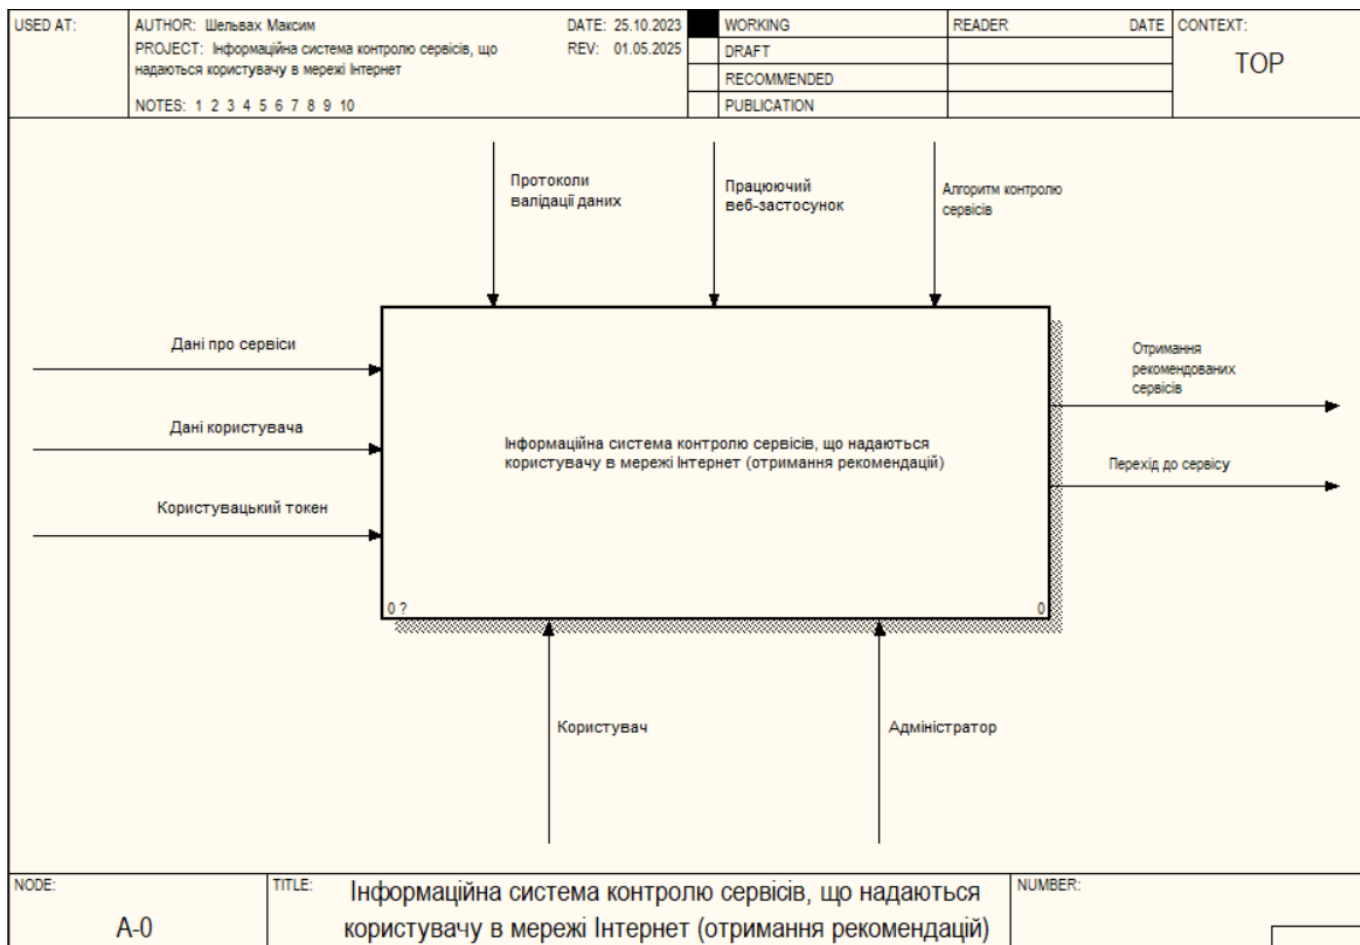 USED AT:
AUTHOR: Шельвах Максим
DATE: 25.10.2023
PROJECT: Інформаційна система контролю сервісів, що
надаються користувачу в мережі Інтернет
REV: 01.05.2025
NOTES: 1 2 3 4 5 6 7 8 9 10
WORKING
DRAFT
RECOMMENDED
PUBLICATION
READER DATE
CONTEXT:
TOP
Протоколи
валідації даних
Працюючий
веб-застосунок
Алгоритм контролю
сервісів
Дані про сервіси
Дані користувача
Користувацький токен
Інформаційна система контролю сервісів, що надаються
користувачу в мережі Інтернет (отримання рекомендацій)
0 ?
0
Отримання
рекомендованих
сервісів
Перехід до сервісу
Користувач
Адміністратор
NODE:
A-0
TITLE:
Інформаційна система контролю сервісів, що надаються
користувачу в мережі Інтернет (отримання рекомендацій)
NUMBER: